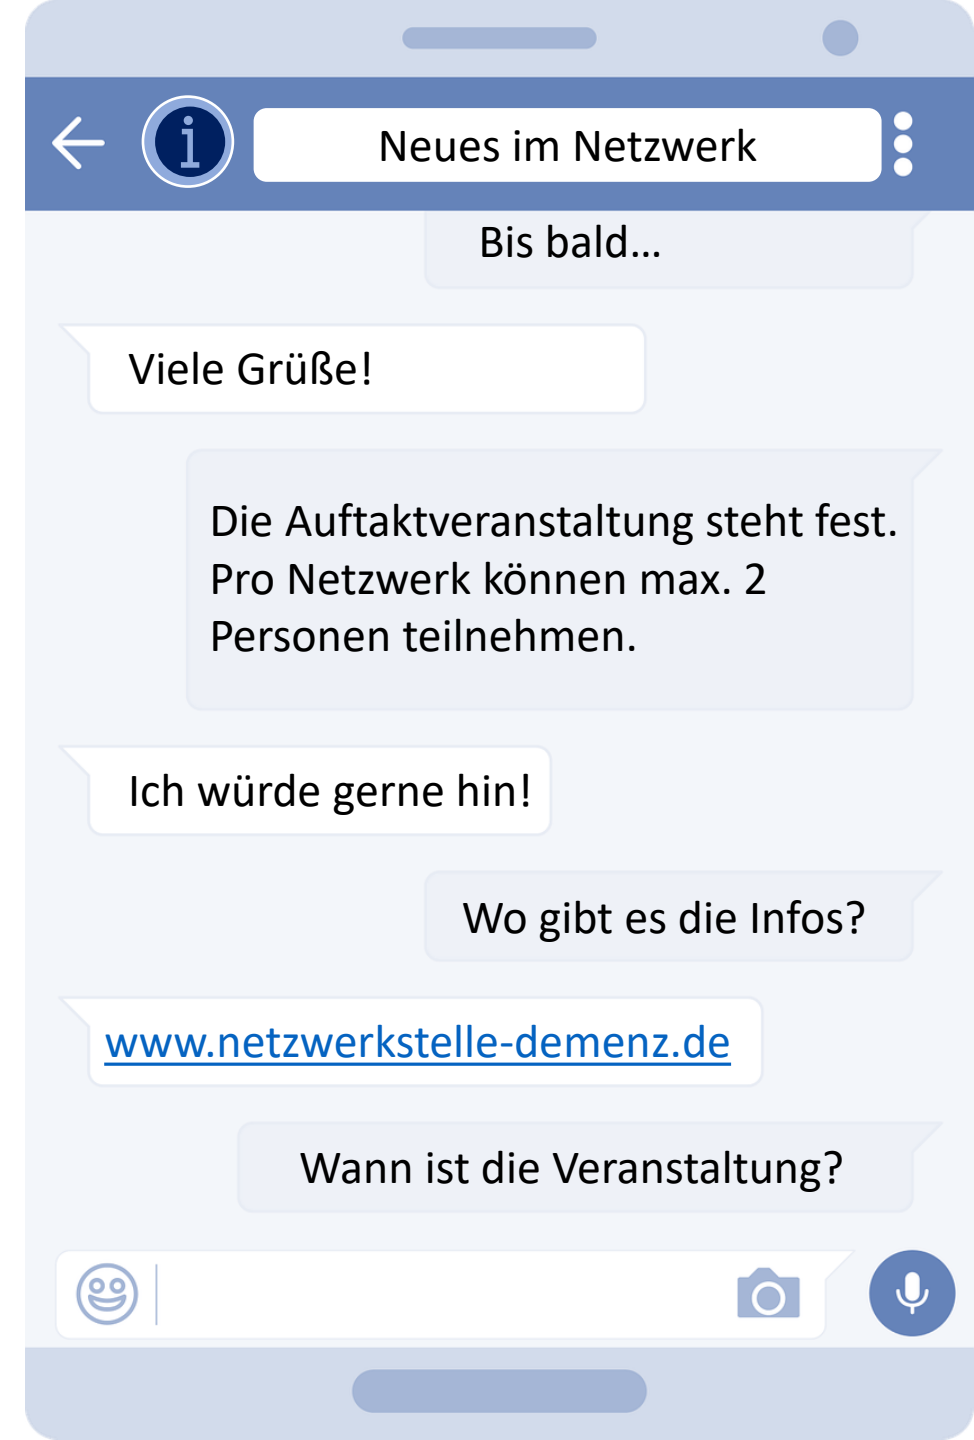 Neues im Netzwerk
Bis bald...
Viele Grüße!
Die Auftaktveranstaltung steht fest.
Pro Netzwerk können max. 2
Personen teilnehmen.
Ich würde gerne hin!
Wo gibt es die Infos?
www.netzwerkstelle-demenz.de
Wann ist die Veranstaltung?